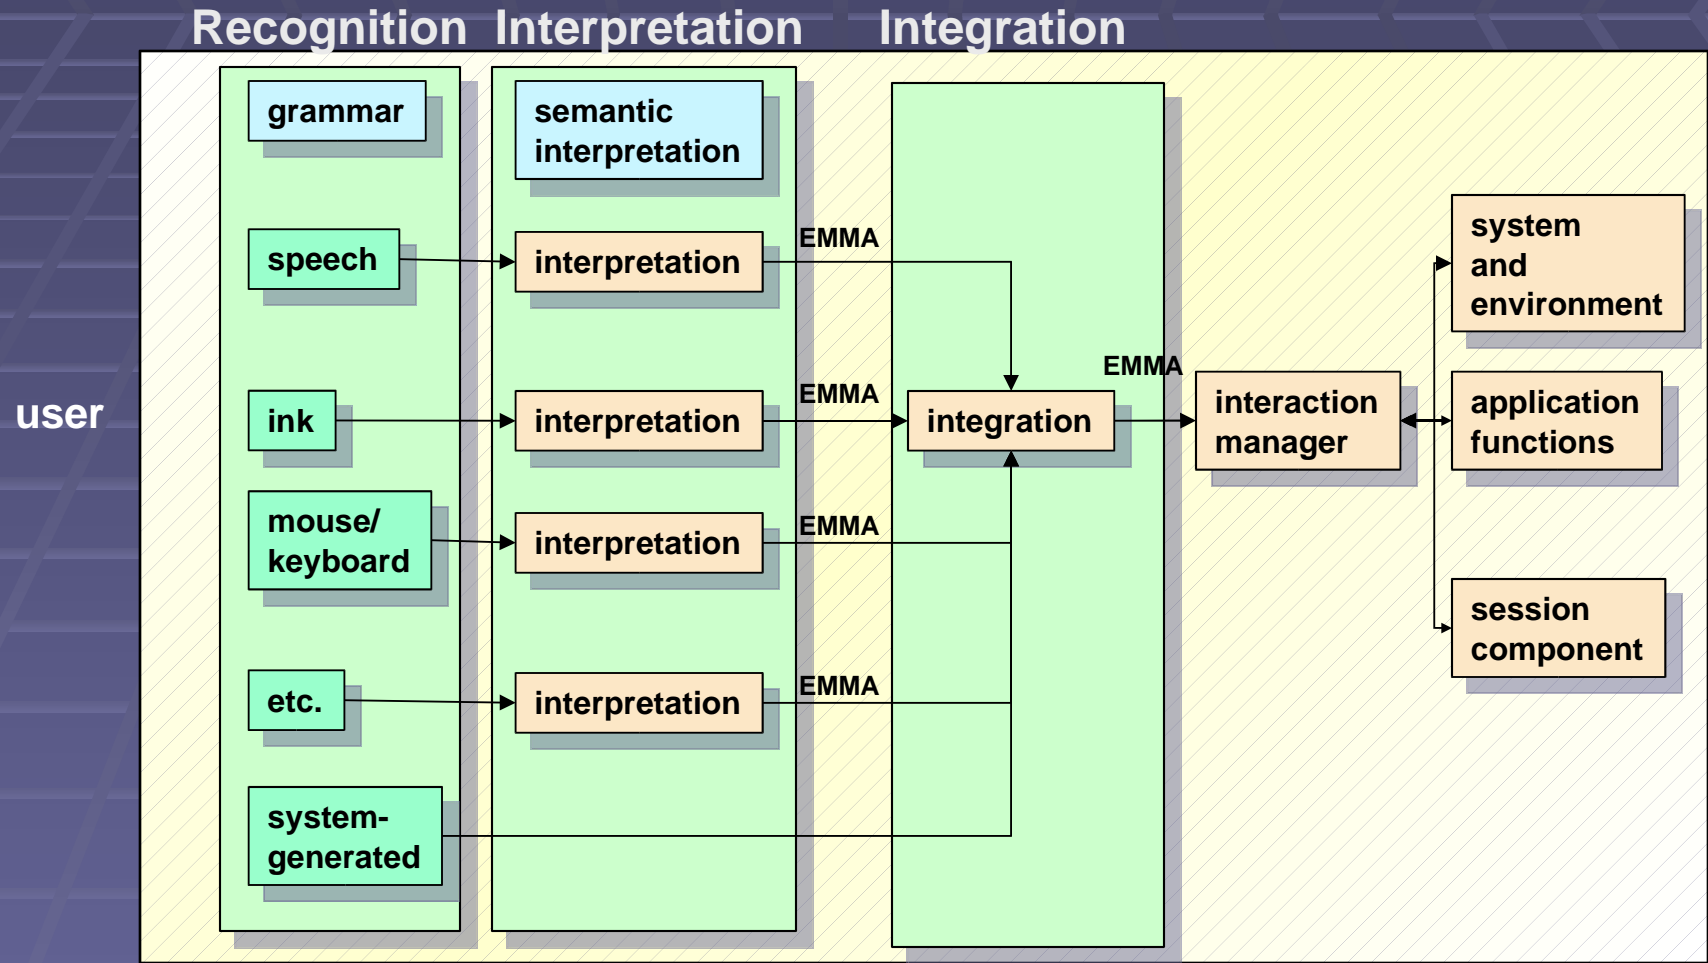 Recognition Interpretation Integration
user
grammar
speech
ink
mouse/
keyboard
etc.
system-
generated
semantic
interpretation
interpretation
interpretation
interpretation
interpretation
EMMA
EMMA
EMMA
EMMA
integration
EMMA
interaction
manager
system
and
environment
application
functions
session
component